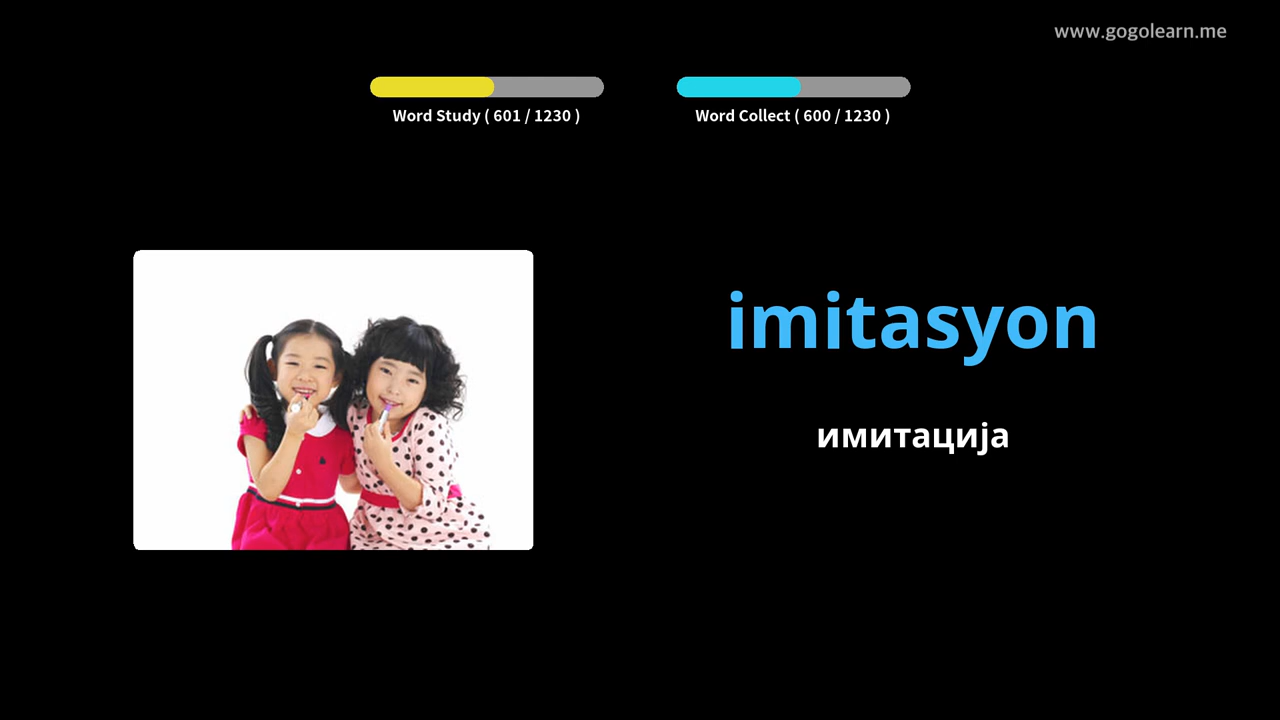 www.gogolearn.me
Word Study ( 601 / 1230 )
Word Collect ( 600 / 1230 )
imitasyon
имитација